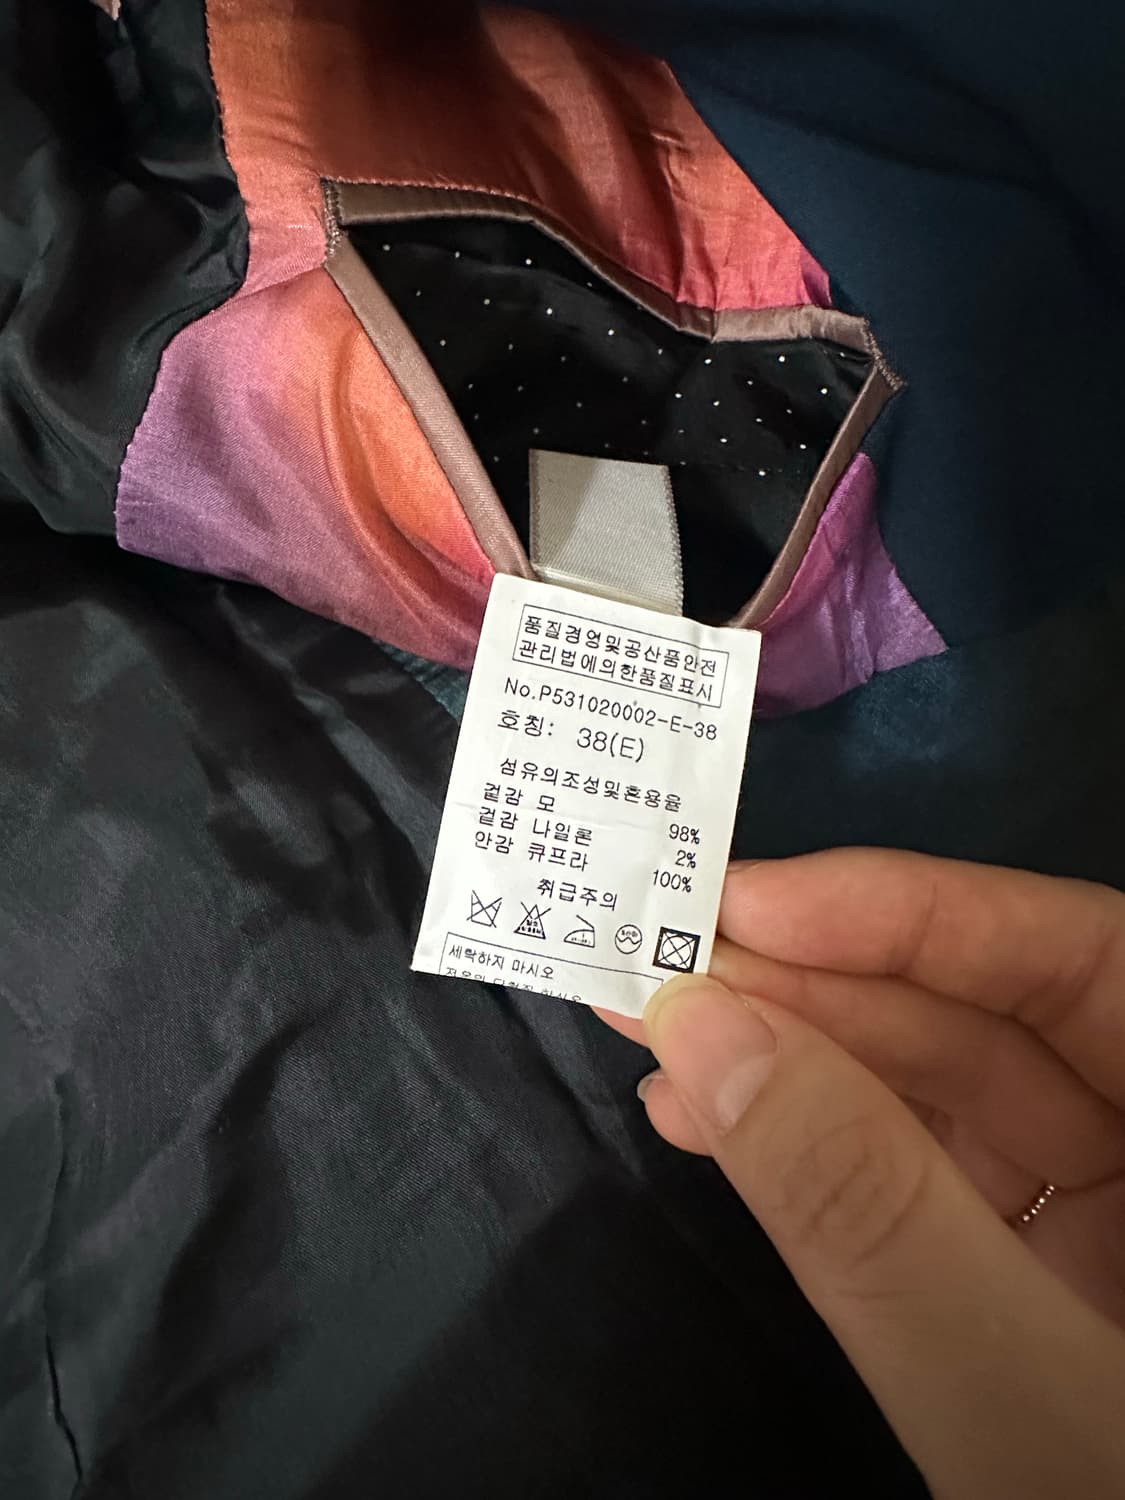 품질경영및공산품안전
관리법에의한품질표시
No.P531020002-E-38
호칭: 38(E)
섬유의조성및혼용율
겉감 모 98%
겉감 나일론 2%
안감 큐프라 100%
취급주의
세탁하지 마시오